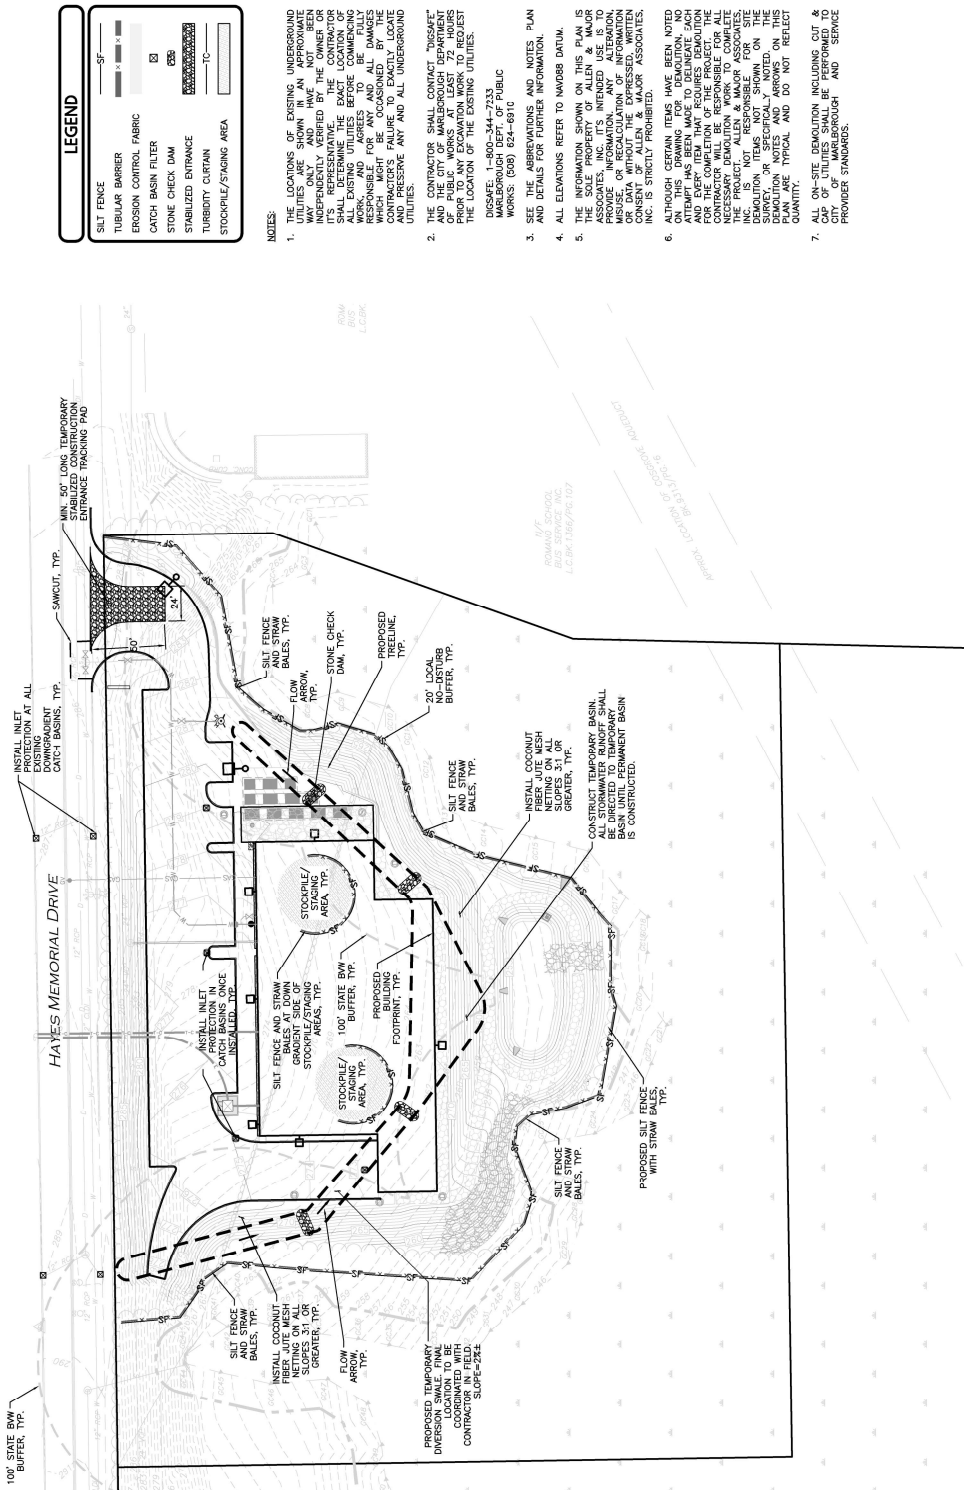 LEGEND
SILT FENCE
SF
TUBULAR BARRIER
EROSION CONTROL FABRIC
CATCH BASIN FILTER
STONE CHECK DAM
STABILIZED ENTRANCE
TURBIDITY CURTAIN
TC
STOCKPILE/STAGING AREA
NOTES:
1. THE LOCATIONS OF EXISTING UNDERGROUND
UTILITIES ARE SHOWN IN AN APPROXIMATE
WAY ONLY AND HAVE NOT BEEN
INDEPENDENTLY VERIFIED BY THE OWNER OR
IT'S REPRESENTATIVE. THE CONTRACTOR
SHALL DETERMINE THE EXACT LOCATION OF
ALL EXISTING UTILITIES BEFORE COMMENCING
WORK, AND AGREES TO BE FULLY
RESPONSIBLE FOR ANY AND ALL DAMAGES
WHICH MIGHT BE OCCASIONED BY THE
CONTRACTOR'S FAILURE TO EXACTLY LOCATE
AND PRESERVE ANY AND ALL UNDERGROUND
UTILITIES.
2. THE CONTRACTOR SHALL CONTACT "DIGSAFE"
AND THE CITY OF MARLBOROUGH DEPARTMENT
OF PUBLIC WORKS AT LEAST 72 HOURS
PRIOR TO ANY EXCAVATION WORK TO REQUEST
THE LOCATION OF THE EXISTING UTILITIES.
DIGSAFE: 1-800-344-7233
MARLBOROUGH DEPT. OF PUBLIC
WORKS: (508) 624-6910
3. SEE THE ABBREVIATIONS AND NOTES PLAN
AND DETAILS FOR FURTHER INFORMATION.
4. ALL ELEVATIONS REFER TO NAVD88 DATUM.
5. THE INFORMATION SHOWN ON THIS PLAN IS
THE SOLE PROPERTY OF ALLEN & MAJOR
ASSOCIATES, INC. IT'S INTENDED USE IS TO
PROVIDE INFORMATION. ANY ALTERATION,
MISUSE, OR RECALCULATION OF INFORMATION
OR DATA WITHOUT THE EXPRESSED, WRITTEN
CONSENT OF ALLEN & MAJOR ASSOCIATES,
INC. IS STRICTLY PROHIBITED.
6. ALTHOUGH CERTAIN ITEMS HAVE BEEN NOTED
ON THIS DRAWING FOR DEMOLITION, NO
ATTEMPT HAS BEEN MADE TO DELINEATE EACH
AND EVERY ITEM THAT REQUIRES DEMOLITION
FOR THE COMPLETION OF THE PROJECT. THE
CONTRACTOR WILL BE RESPONSIBLE FOR ALL
NECESSARY DEMOLITION WORK TO COMPLETE
THE PROJECT. ALLEN & MAJOR ASSOCIATES,
INC. IS NOT RESPONSIBLE FOR SITE
DEMOLITION ITEMS NOT SHOWN ON THE
SURVEY OR SPECIFICALLY NOTED. THE
DEMOLITION NOTES AND ARROWS ON THIS
PLAN ARE TYPICAL AND DO NOT REFLECT
QUANTITY.
7. ALL ON-SITE DEMOLITION INCLUDING CUT &
CAP OF UTILITIES SHALL BE PERFORMED TO
CITY OF MARLBOROUGH AND SERVICE
PROVIDER STANDARDS.
100' STATE BVW
BUFFER, TYP.
HAYES MEMORIAL DRIVE
INSTALL INLET
PROTECTION AT ALL
EXISTING
DOWNGRADIENT
CATCH BASINS, TYP.
SAWCUT, TYP.
MIN. 50' LONG TEMPORARY
STABILIZED CONSTRUCTION
ENTRANCE TRACKING PAD
50'
24'
INSTALL INLET
PROTECTION IN
CATCH BASINS ONCE
INSTALLED, TYP.
SILT FENCE AND STRAW
BALES AT DOWN
GRADIENT SIDE OF
STOCKPILE/STAGING
AREAS, TYP.
STOCKPILE/
STAGING
AREA, TYP.
STOCKPILE/
STAGING
AREA, TYP.
100' STATE BVW
BUFFER, TYP.
PROPOSED
BUILDING
FOOTPRINT, TYP.
SILT FENCE
AND STRAW
BALES, TYP.
FLOW
ARROW,
TYP.
STONE CHECK
DAM, TYP.
PROPOSED
TREELINE,
TYP.
20' LOCAL
NO-DISTURB
BUFFER, TYP.
SILT FENCE
AND STRAW
BALES, TYP.
INSTALL COCONUT
FIBER JUTE MESH
NETTING ON ALL
SLOPES 3:1 OR
GREATER, TYP.
CONSTRUCT TEMPORARY BASIN.
ALL STORMWATER RUNOFF SHALL
BE DIRECTED TO TEMPORARY
BASIN UNTIL PERMANENT BASIN
IS CONSTRUCTED.
SILT FENCE
AND STRAW
BALES, TYP.
INSTALL COCONUT
FIBER JUTE MESH
NETTING ON ALL
SLOPES 3:1 OR
GREATER, TYP.
FLOW
ARROW,
TYP.
PROPOSED TEMPORARY
DIVERSION SWALE. FINAL
LOCATION TO BE
COORDINATED WITH
CONTRACTOR IN FIELD.
SLOPE=2%±
SILT FENCE
AND STRAW
BALES, TYP.
PROPOSED SILT FENCE
WITH STRAW BALES,
TYP.
N/F
ROMANS SCHOOL
BUS SERVICE, INC.
APPROX. LOCATION OF COSGROVE AQUEDUCT